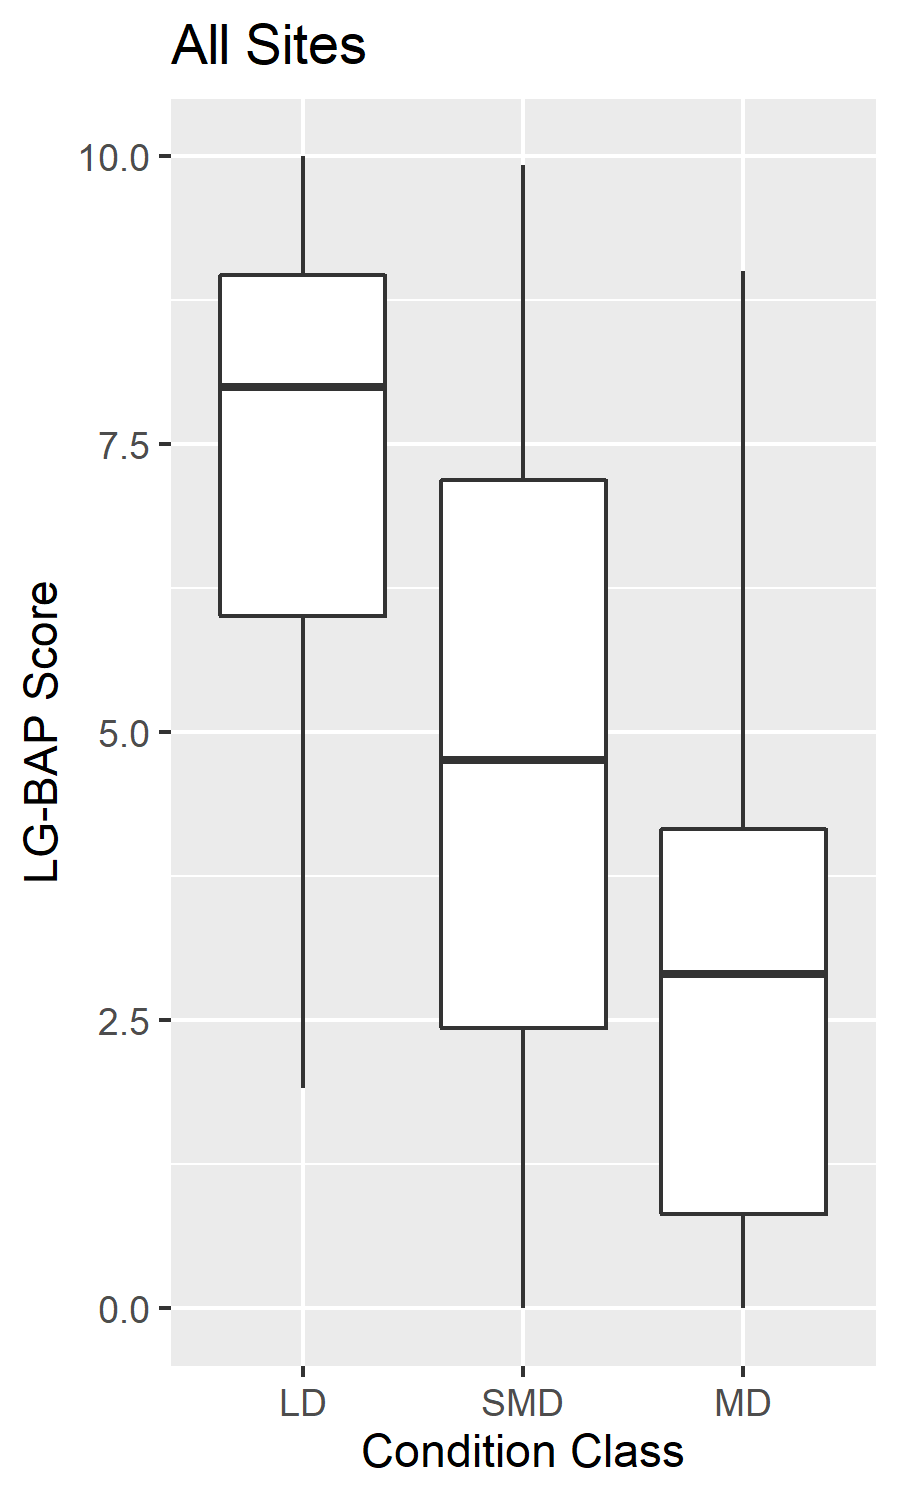 All Sites
LG-BAP Score
10.0
7.5
5.0
2.5
0.0
LD SMD MD
Condition Class